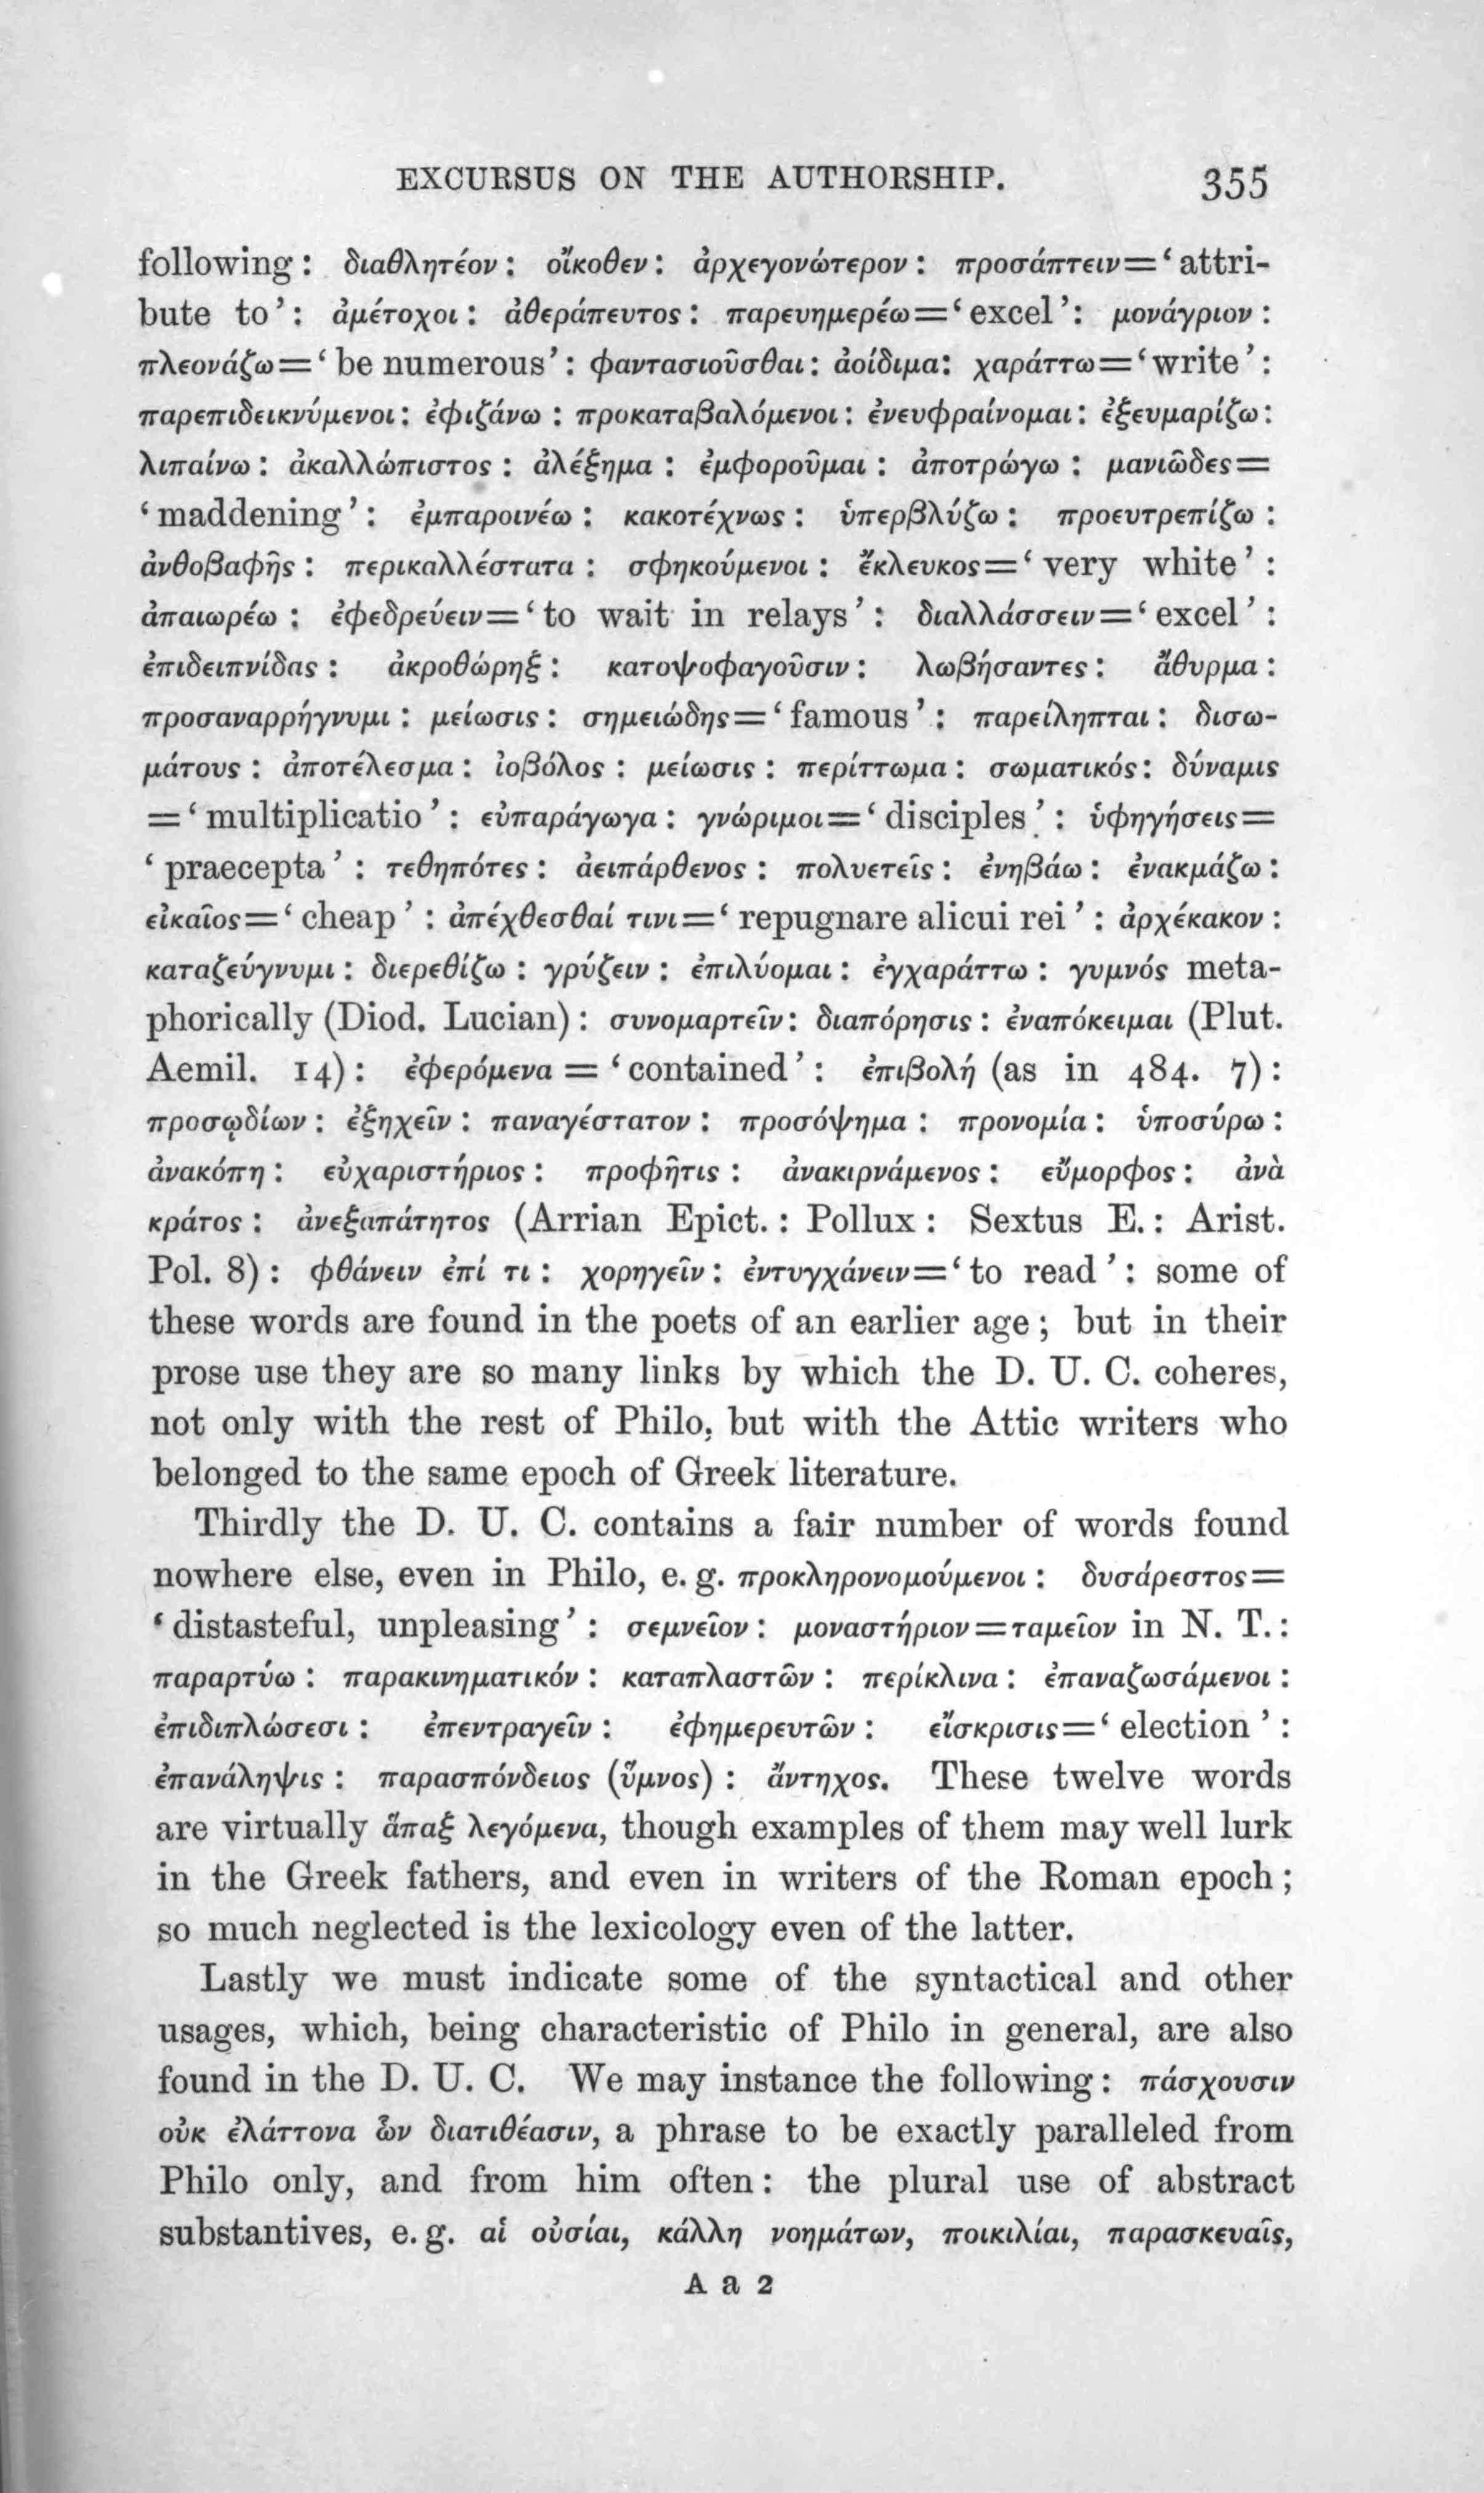 EXCURSUS ON THE AUTHORSHIP. 355
following: διαθλητέον: οἴκοθεν: ἀρχεγονώτερον: προσάπτειν=‘attri-
bute to’: ἀμέτοχοι: ἀθεράπευτος: παρευημερέω=‘excel’: μονάγριον:
πλεονάζω=‘be numerous’: φαντασιοῦσθαι: ἀοίδιμα: χαράττω=‘write’:
παρεπιδεικνύμενοι: ἐφιζάνω: προκαταβαλόμενοι: ἐνευφραίνομαι: ἐξευμαρίζω:
λιπαίνω: ἀκαλλώπιστος: ἀλέξημα: ἐμφοροῦμαι: ἀποτρώγω: μανιῶδες=
‘maddening’: ἐμπαροινέω: κακοτέχνως: ὑπερβλύζω: προευτρεπίζω:
ἀνθοβαφῆς: περικαλλέστατα: σφηκούμενοι: ἔκλευκος=‘very white’:
ἀπαιωρέω: ἐφεδρεύειν=‘to wait in relays’: διαλλάσσειν=‘excel’:
ἐπιδειπνίδας: ἀκροθώρηξ: κατοψοφαγοῦσιν: λωβήσαντες: ἄθυρμα:
προσαναρρήγνυμι: μείωσις: σημειώδης=‘famous’: παρείληπται: δισω-
μάτους: ἀποτέλεσμα: ἰοβόλος: μείωσις: περίττωμα: σωματικός: δύναμις
=‘multiplicatio’: εὐπαράγωγα: γνώριμοι=‘disciples’: ὑφηγήσεις=
‘praecepta’: τεθηπότες: ἀειπάρθενος: πολυετεῖς: ἐνηβάω: ἐνακμάζω:
εἰκαῖος=‘cheap’: ἀπέχθεσθαί τινι=‘repugnare alicui rei’: ἀρχέκακον:
καταζεύγνυμι: διερεθίζω: γρύζειν: ἐπιλύομαι: ἐγχαράττω: γυμνός meta-
phorically (Diod. Lucian): συνομαρτεῖν: διαπόρησις: ἐναπόκειμαι (Plut.
Aemil. 14): ἐφερόμενα = ‘contained’: ἐπιβολή (as in 484. 7):
προσῳδίων: ἐξηχεῖν: παναγέστατον: προσόψημα: προνομία: ὑποσύρω:
ἀνακόπη: εὐχαριστήριος: προφῆτις: ἀνακιρνάμενος: εὔμορφος: ἀνὰ
κράτος: ἀνεξαπάτητος (Arrian Epict.: Pollux: Sextus E.: Arist.
Pol. 8): φθάνειν ἐπί τι: χορηγεῖν: ἐντυγχάνειν=‘to read’: some of
these words are found in the poets of an earlier age; but in their
prose use they are so many links by which the D. U. C. coheres,
not only with the rest of Philo, but with the Attic writers who
belonged to the same epoch of Greek literature.
Thirdly the D. U. C. contains a fair number of words found
nowhere else, even in Philo, e. g. προκληρονομούμενοι: δυσάρεστος=
‘distasteful, unpleasing’: σεμνεῖον: μοναστήριον=ταμεῖον in N. T.:
παραρτύω: παρακινηματικόν: καταπλαστῶν: περίκλινα: ἐπαναζωσάμενοι:
ἐπιδιπλώσεσι: ἐπεντραγεῖν: ἐφημερευτῶν: εἴσκρισις=‘election’:
ἐπανάληψις: παρασπόνδειος (ὕμνος): ἄντηχος. These twelve words
are virtually ἅπαξ λεγόμενα, though examples of them may well lurk
in the Greek fathers, and even in writers of the Roman epoch;
so much neglected is the lexicology even of the latter.
Lastly we must indicate some of the syntactical and other
usages, which, being characteristic of Philo in general, are also
found in the D. U. C. We may instance the following: πάσχουσιν
οὐκ ἐλάττονα ὧν διατιθέασιν, a phrase to be exactly paralleled from
Philo only, and from him often: the plural use of abstract
substantives, e. g. αἱ οὐσίαι, κάλλη νοημάτων, ποικιλίαι, παρασκευαῖς,
A a 2